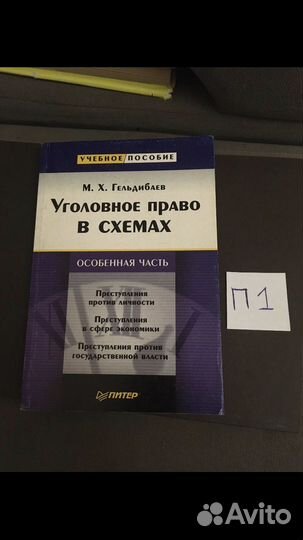 УЧЕБНОЕ ПОСОБИЕ
М. Х. Гельдибаев
Уголовное право
в схемах
ОСОБЕННАЯ ЧАСТЬ
Преступления
против личности
Преступления
в сфере экономики
Преступления против
государственной власти
ПИТЕР
П1
Avito